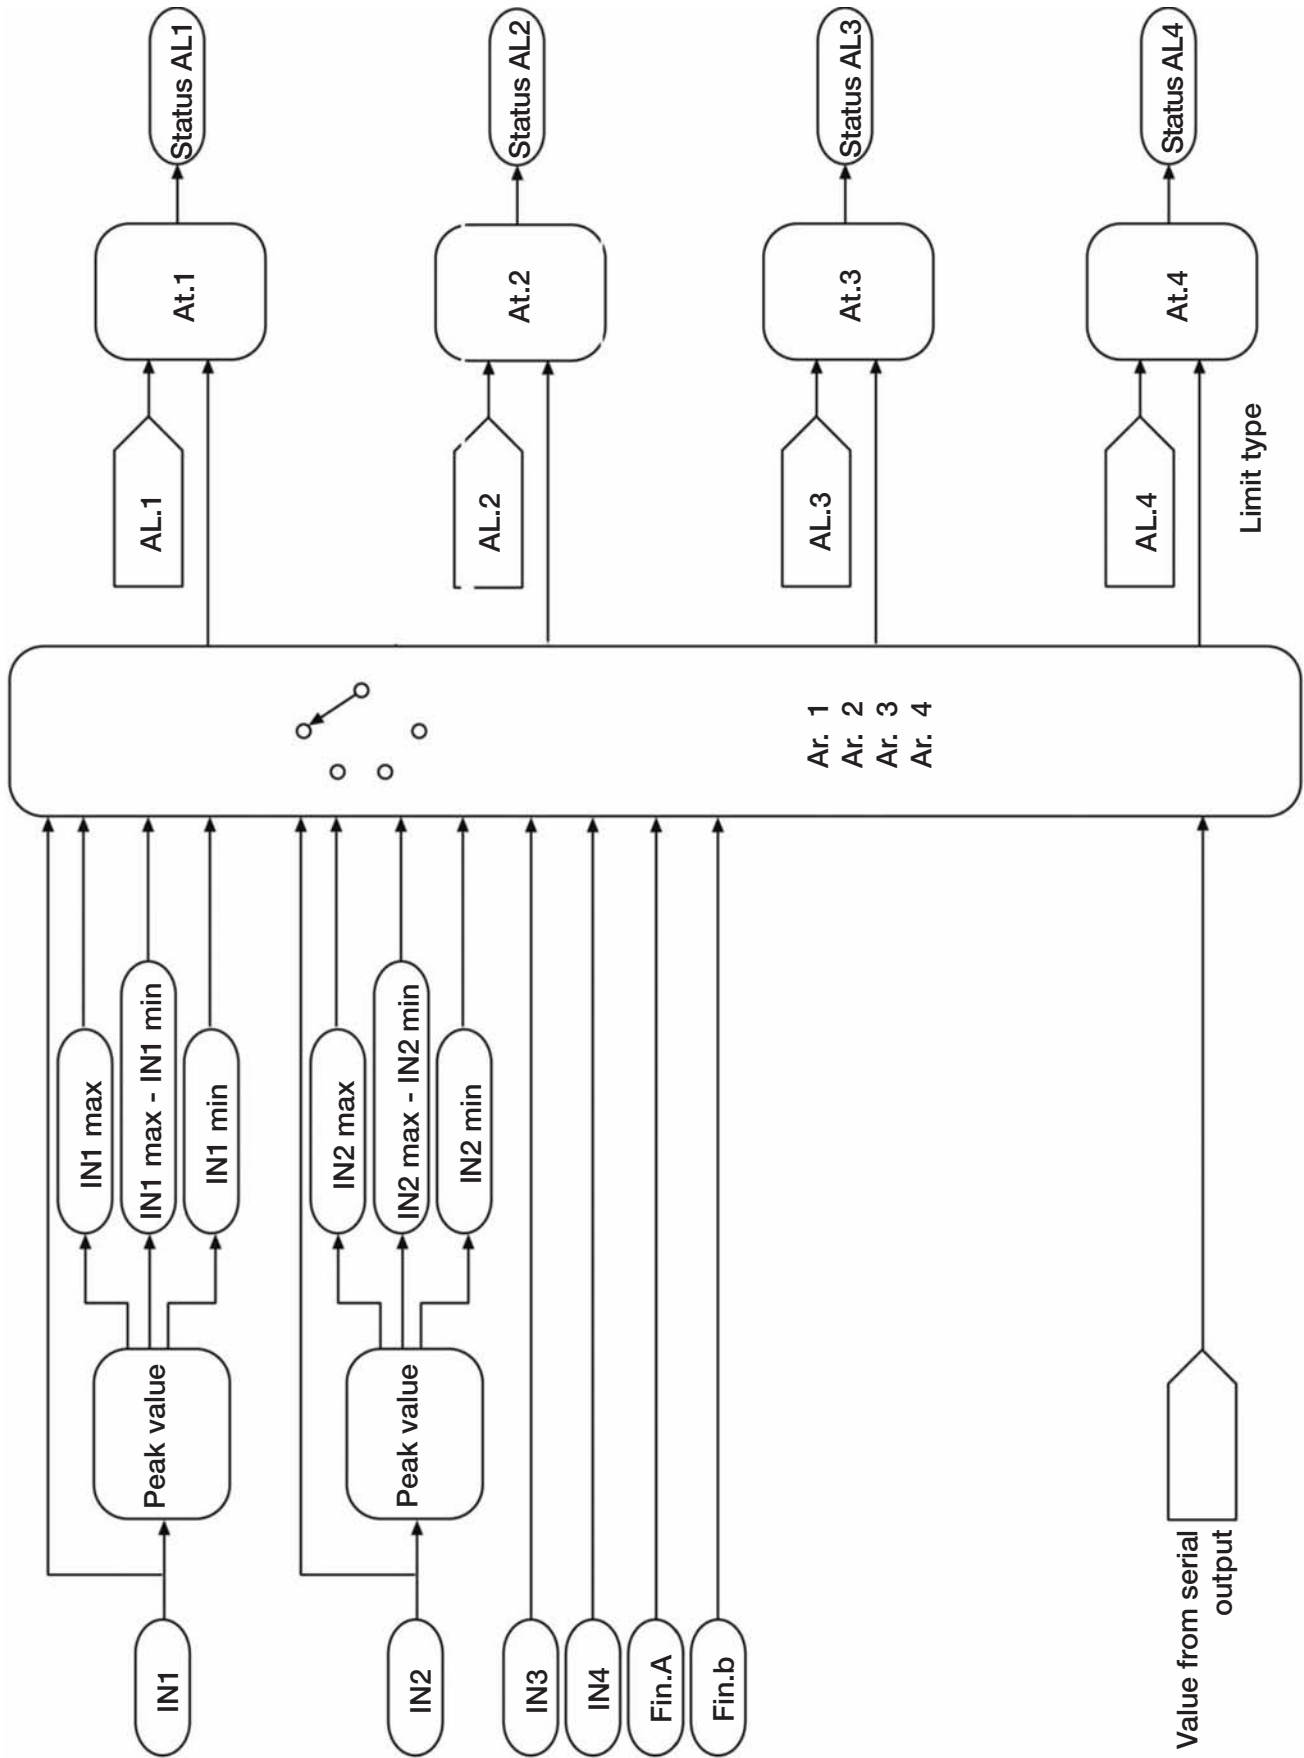 IN1
Peak value
IN1 max
IN1 max - IN1 min
IN1 min
IN2
Peak value
IN2 max
IN2 max - IN2 min
IN2 min
IN3
IN4
Fin.A
Fin.b
Value from serial
output
Ar. 1
Ar. 2
Ar. 3
Ar. 4
AL.1
At.1
Status AL1
AL.2
At.2
Status AL2
AL.3
At.3
Status AL3
AL.4
At.4
Status AL4
Limit type